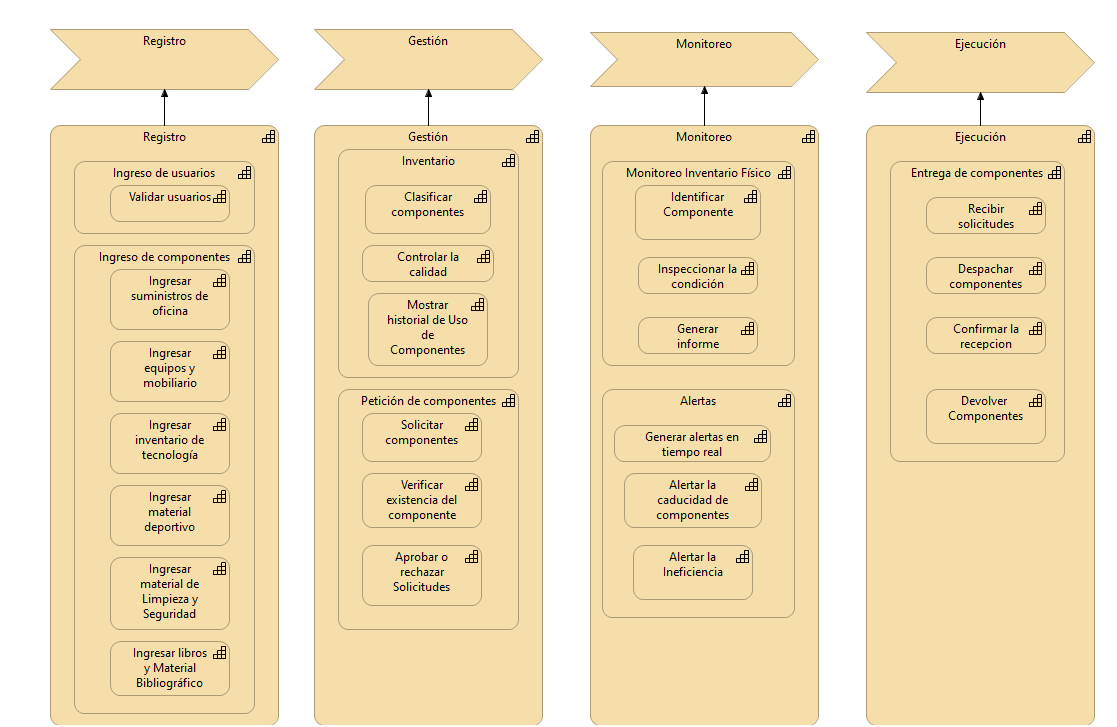 Registro
Gestión
Monitoreo
Ejecución
Registro
Ingreso de usuarios
Validar usuarios
Ingreso de componentes
Ingresar
suministros de
oficina
Ingresar
equipos y
mobiliario
Ingresar
inventario de
tecnología
Ingresar
material
deportivo
Ingresar
material de
Limpieza y
Seguridad
Ingresar libros
y Material
Bibliográfico
Gestión
Inventario
Clasificar
componentes
Controlar la
calidad
Mostrar
historial de Uso
de
Componentes
Petición de componentes
Solicitar
componentes
Verificar
existencia del
componente
Aprobar o
rechazar
Solicitudes
Monitoreo
Monitoreo Inventario Físico
Identificar
Componente
Inspeccionar la
condición
Generar
informe
Alertas
Generar alertas en
tiempo real
Alertar la
caducidad de
componentes
Alertar la
Ineficiencia
Ejecución
Entrega de componentes
Recibir
solicitudes
Despachar
componentes
Confirmar la
recepcion
Devolver
Componentes